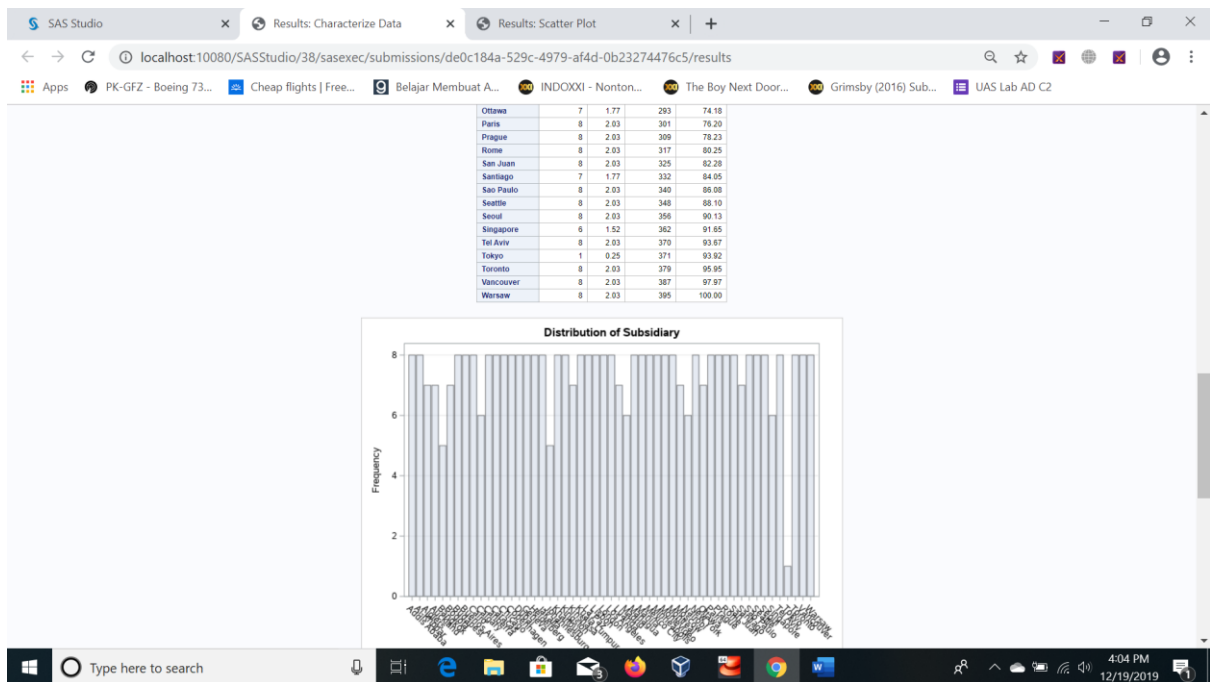 SAS Studio Results: Characterize Data Results: Scatter Plot
localhost:10080/SASStudio/38/sasexec/submissions/de0c184a-529c-4979-af4d-0b23274476c5/results
Apps PK-GFZ - Boeing 73... Cheap flights | Free... Belajar Membuat A... INDOXXI - Nonton... The Boy Next Door... Grimsby (2016) Sub... UAS Lab AD C2
Ottawa 7 1.77 293 74.18
Paris 8 2.03 301 76.20
Prague 8 2.03 309 78.23
Rome 8 2.03 317 80.25
San Juan 8 2.03 325 82.28
Santiago 7 1.77 332 84.05
Sao Paulo 8 2.03 340 86.08
Seattle 8 2.03 348 88.10
Seoul 8 2.03 356 90.13
Singapore 6 1.52 362 91.65
Tel Aviv 8 2.03 370 93.67
Tokyo 1 0.25 371 93.92
Toronto 8 2.03 379 95.95
Vancouver 8 2.03 387 97.97
Warsaw 8 2.03 395 100.00
Distribution of Subsidiary
8
6
Frequency
4
2
0
Addis Ababa
Warsaw
Type here to search
4:04 PM
12/19/2019